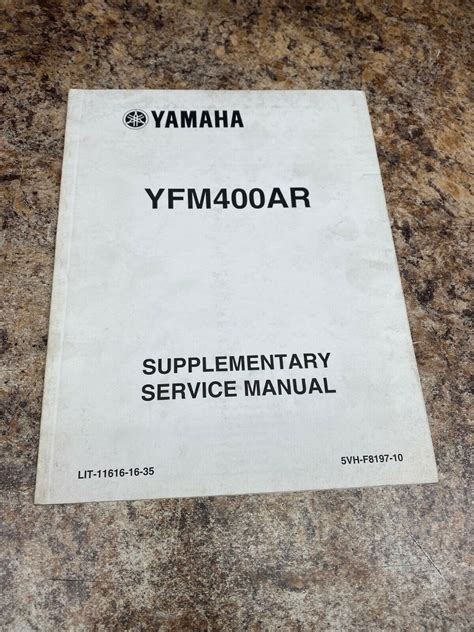 YAMAHA
YFM400AR
SUPPLEMENTARY
SERVICE MANUAL
LIT-11616-16-35
5VH-F8197-10